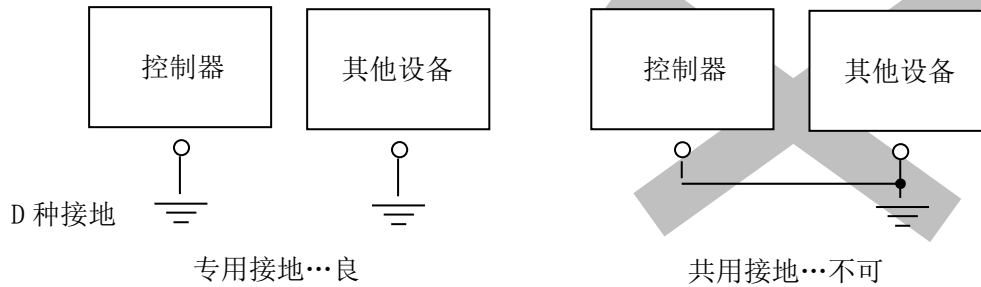 控制器
其他设备
控制器
其他设备
D 种接地
专用接地…良
共用接地…不可